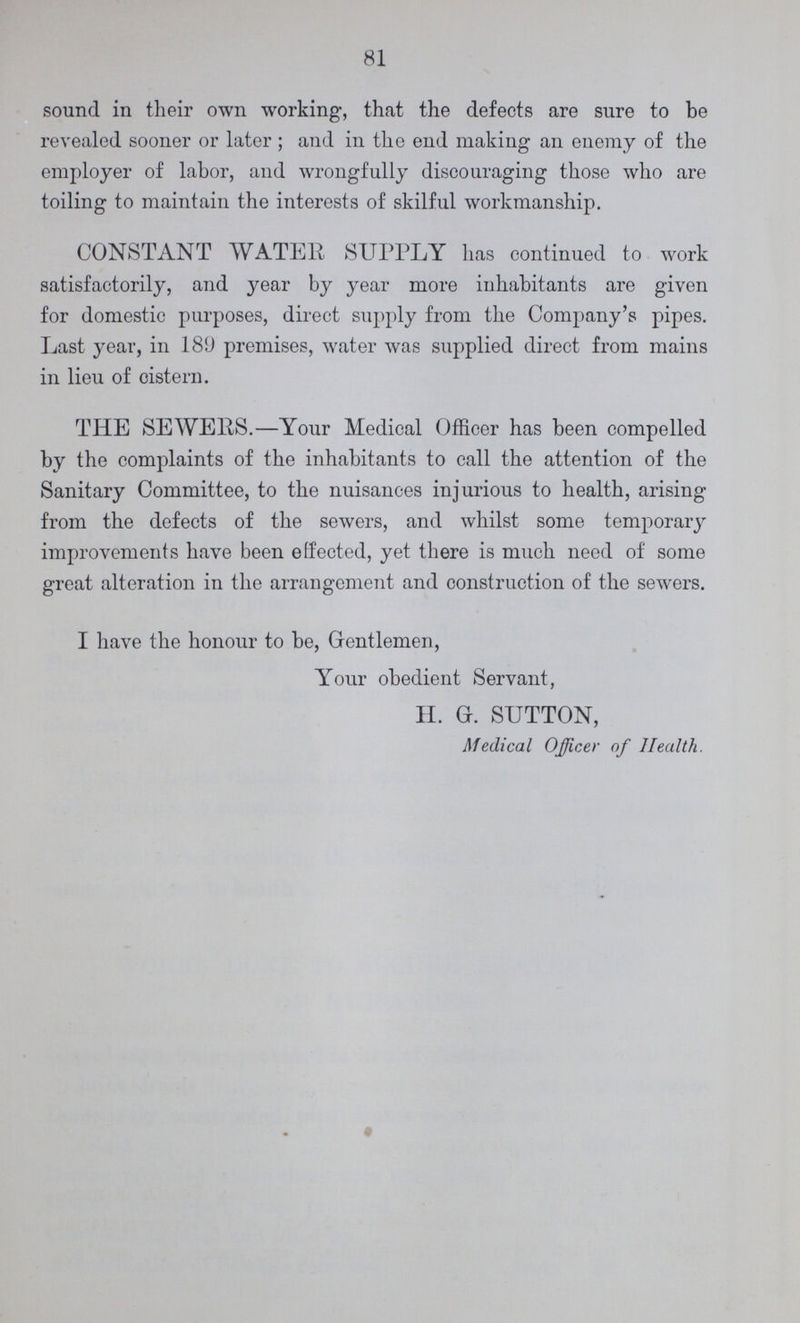 81
sound in their own working, that the defects are sure to be
revealed sooner or later ; and in the end making an enemy of the
employer of labor, and wrongfully discouraging those who are
toiling to maintain the interests of skilful workmanship.
CONSTANT WATER SUPPLY has continued to work
satisfactorily, and year by year more inhabitants are given
for domestic purposes, direct supply from the Company's pipes.
Last year, in 189 premises, water was supplied direct from mains
in lieu of cistern.
THE SEWERS.—Your Medical Officer has been compelled
by the complaints of the inhabitants to call the attention of the
Sanitary Committee, to the nuisances injurious to health, arising
from the defects of the sewers, and whilst some temporary
improvements have been effected, yet there is much need of some
great alteration in the arrangement and construction of the sewers.
I have the honour to be, Gentlemen,
Your obedient Servant,
H. G. SUTTON,
Medical Officer of Health.